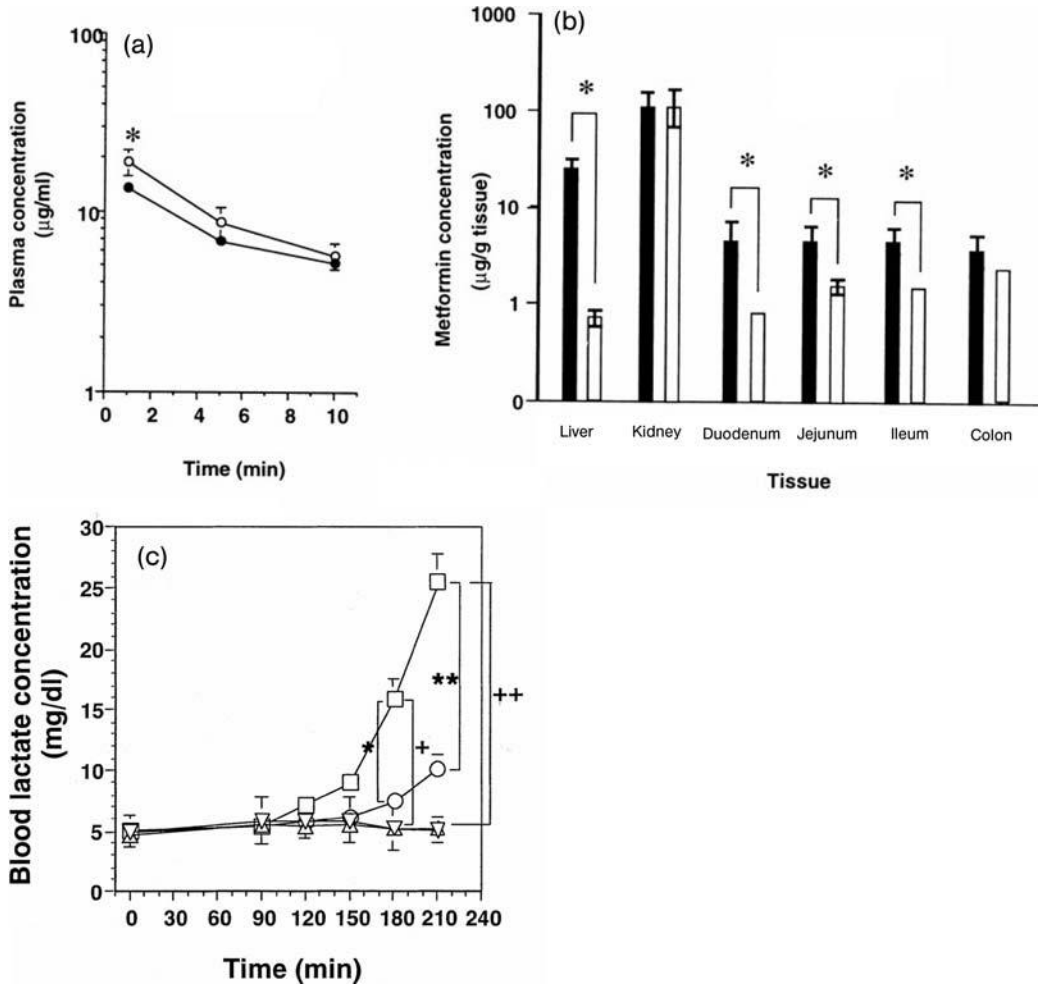 (a)
Plasma concentration
(μg/ml)
100
10
1
*
0 2 4 6 8 10
Time (min)
(b)
Metformin concentration
(μg/g tissue)
1000
100
10
1
0
*
*
*
*
Liver Kidney Duodenum Jejunum Ileum Colon
Tissue
(c)
Blood lactate concentration
(mg/dl)
30
25
20
15
10
5
0
*
+
**
++
0 30 60 90 120 150 180 210 240
Time (min)